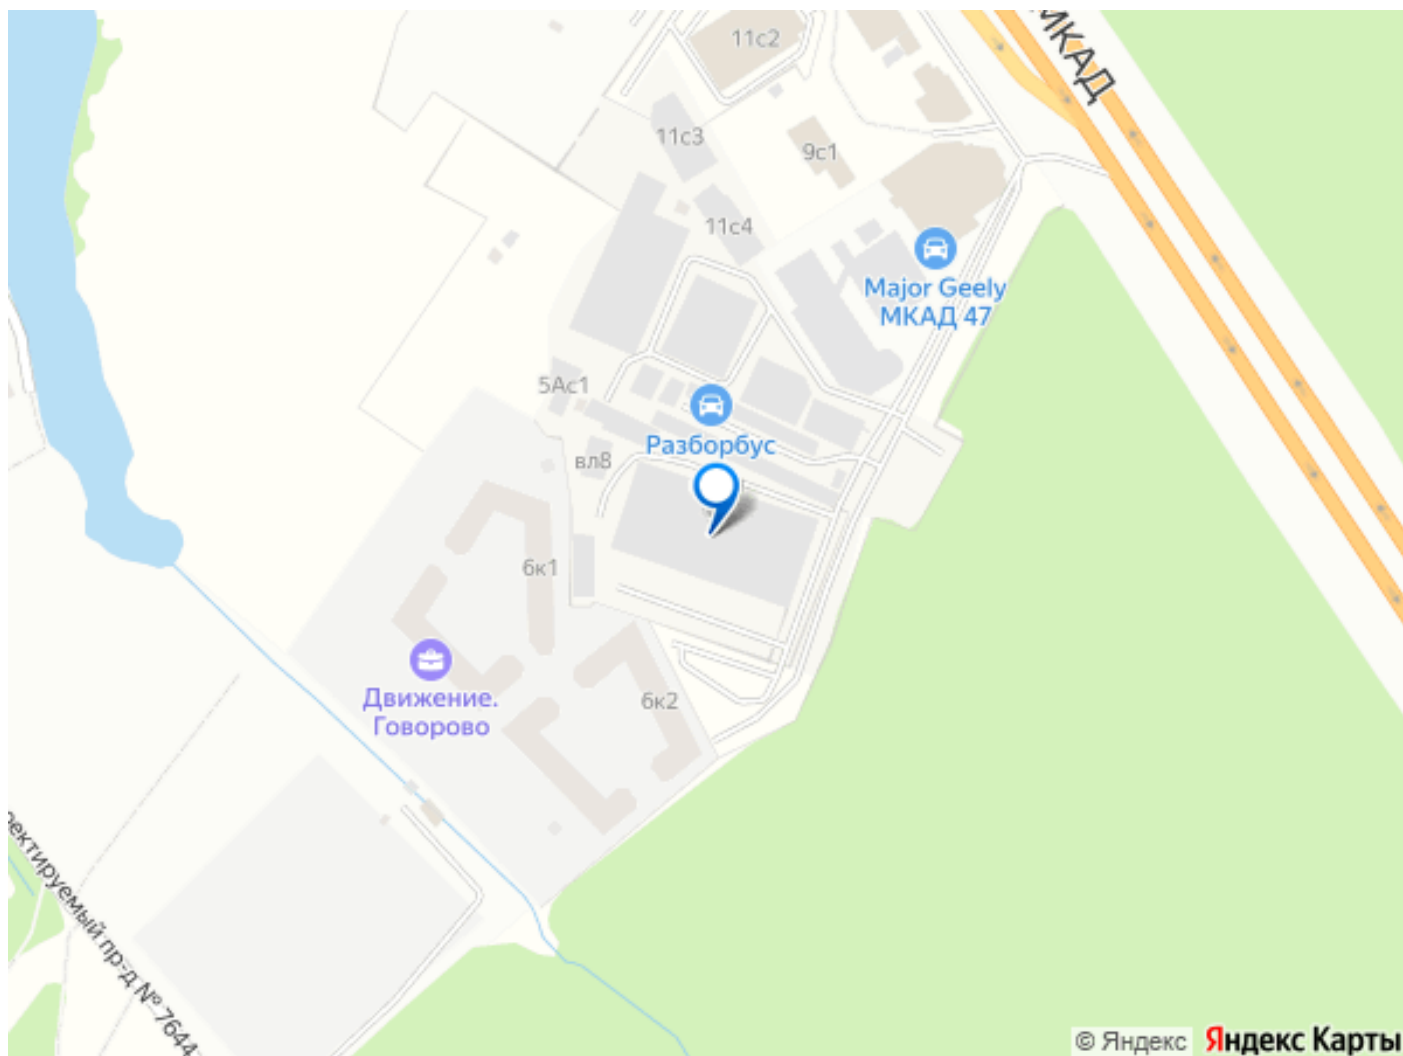 МКАД
11с2
11с3
9с1
11с4
Major Geely
МКАД 47
5Ас1
Разборбус
вл8
6к1
Движение.
Говорово
6к2
пр-д № 7644
© Яндекс Яндекс Карты